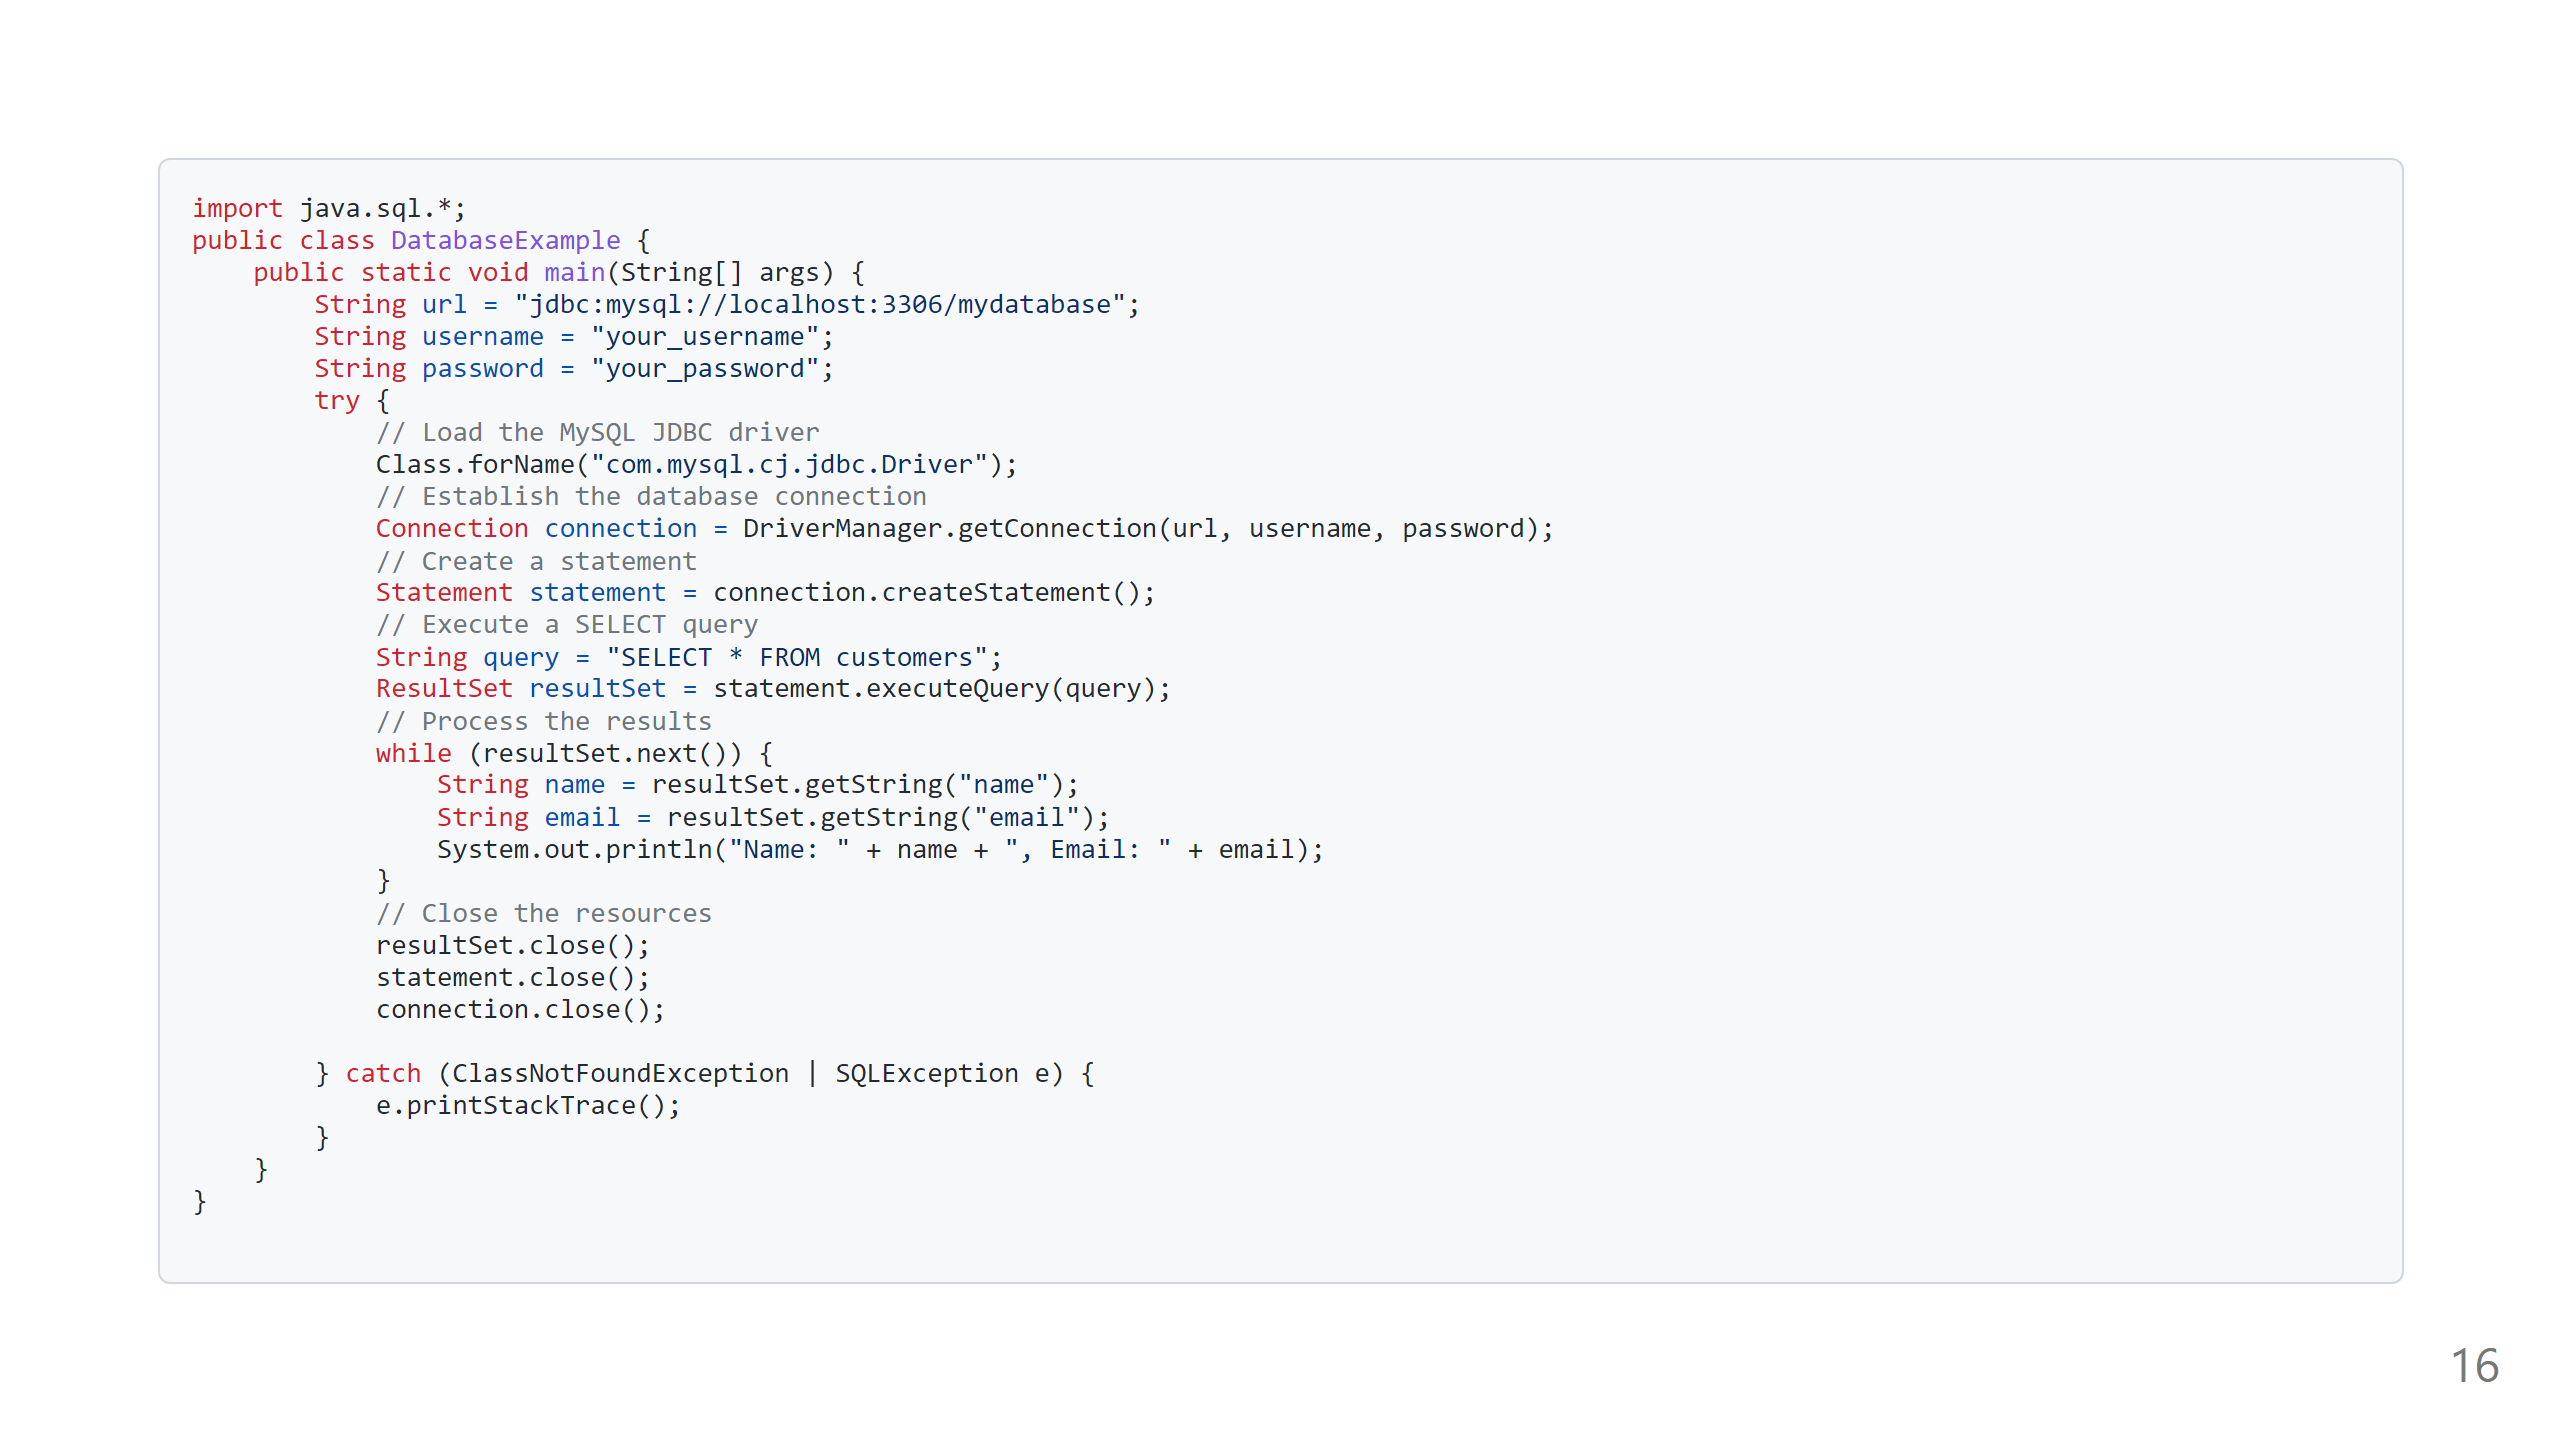 import java.sql.*;
public class DatabaseExample {
    public static void main(String[] args) {
        String url = "jdbc:mysql://localhost:3306/mydatabase";
        String username = "your_username";
        String password = "your_password";
        try {
            // Load the MySQL JDBC driver
            Class.forName("com.mysql.cj.jdbc.Driver");
            // Establish the database connection
            Connection connection = DriverManager.getConnection(url, username, password);
            // Create a statement
            Statement statement = connection.createStatement();
            // Execute a SELECT query
            String query = "SELECT * FROM customers";
            ResultSet resultSet = statement.executeQuery(query);
            // Process the results
            while (resultSet.next()) {
                String name = resultSet.getString("name");
                String email = resultSet.getString("email");
                System.out.println("Name: " + name + ", Email: " + email);
            }
            // Close the resources
            resultSet.close();
            statement.close();
            connection.close();

        } catch (ClassNotFoundException | SQLException e) {
            e.printStackTrace();
        }
    }
}
16